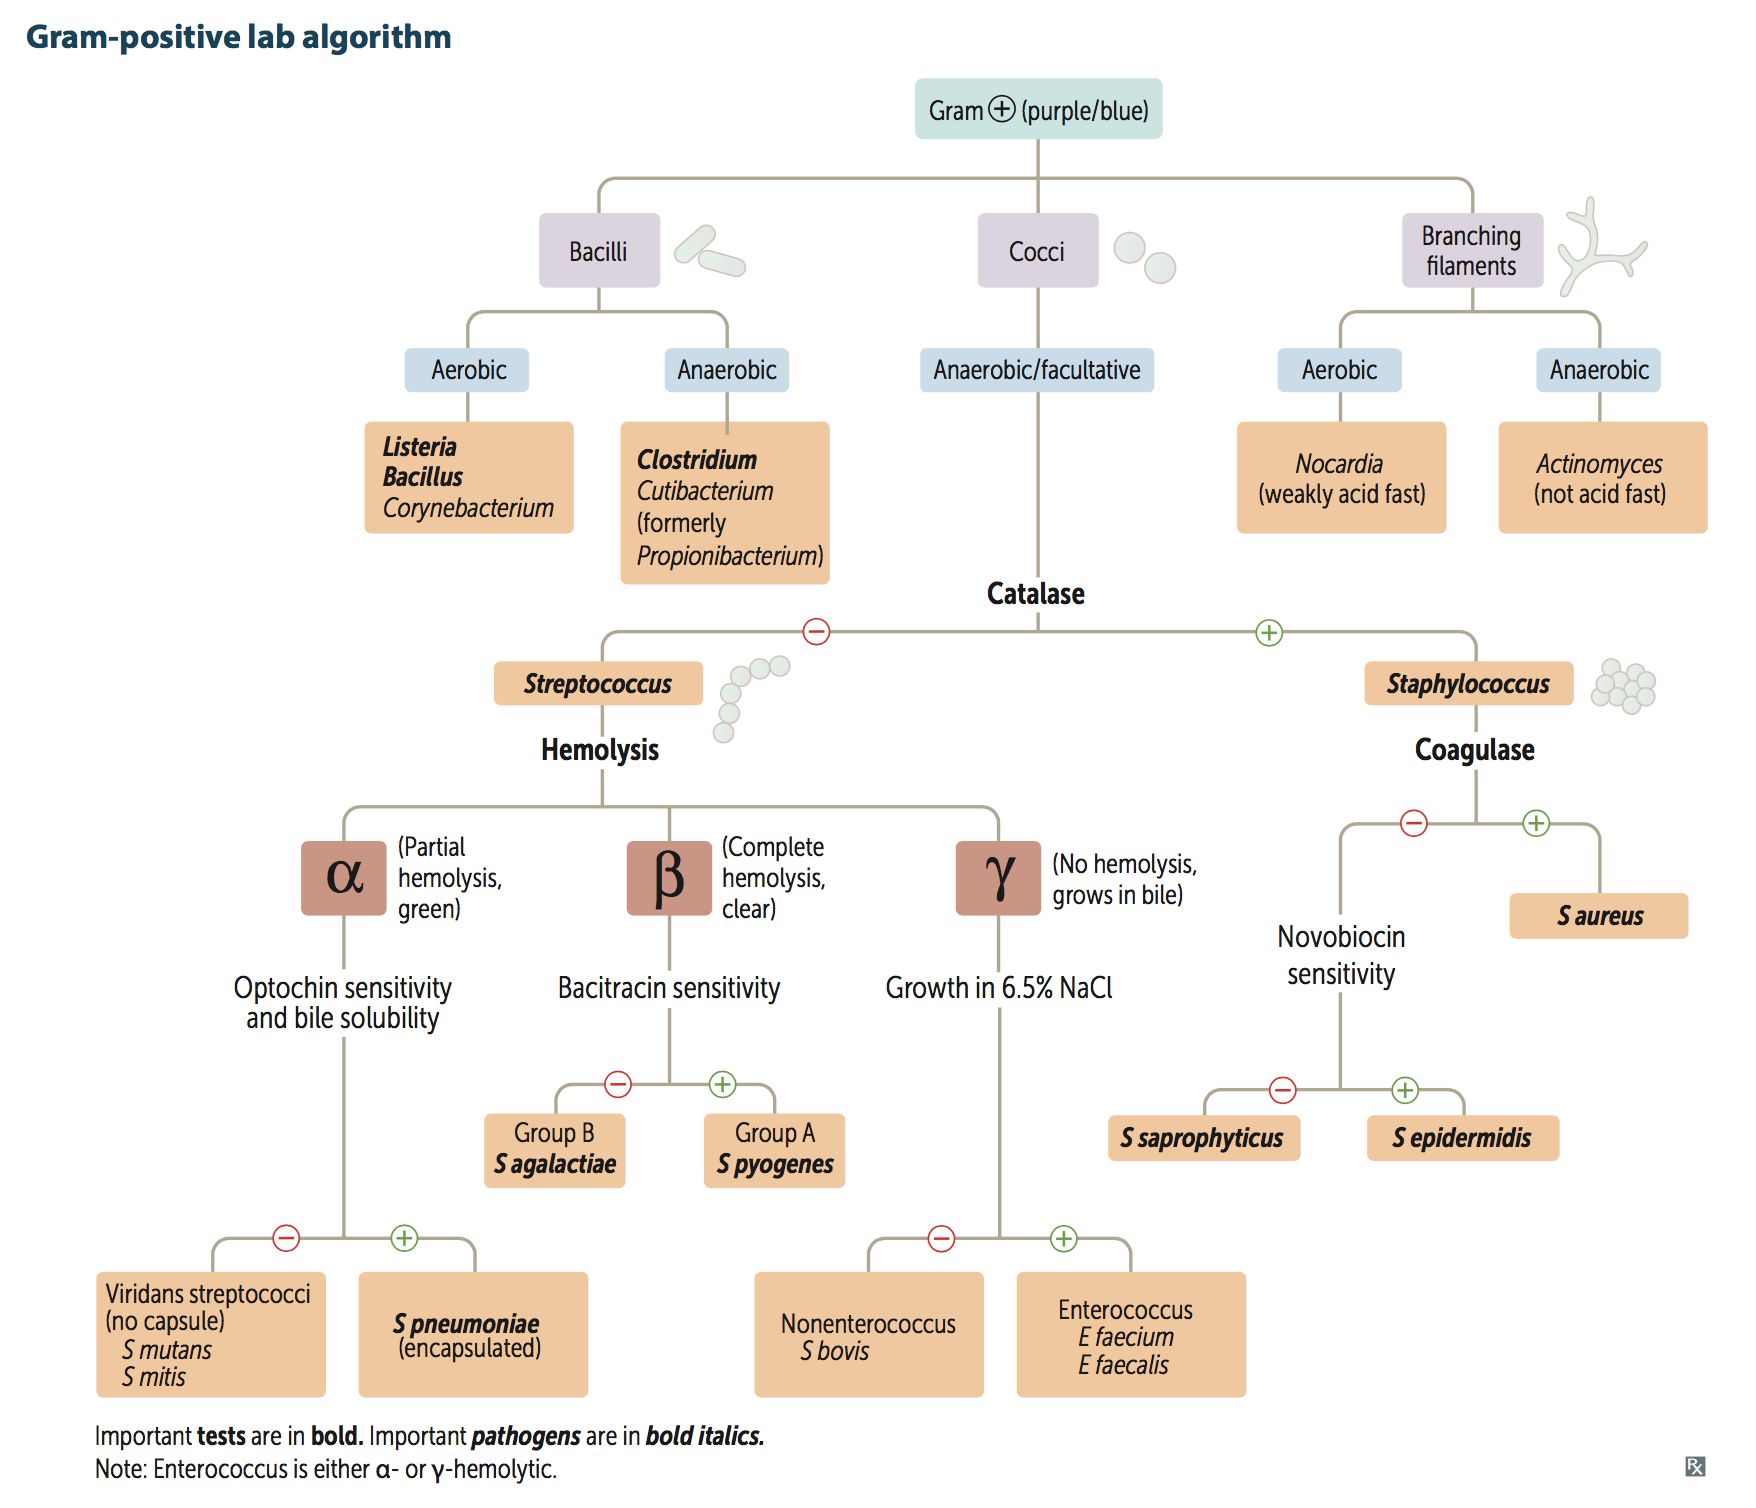 Gram-positive lab algorithm
Gram ⊕ (purple/blue)
Bacilli
Cocci
Branching
filaments
Aerobic
Anaerobic
Anaerobic/facultative
Aerobic
Anaerobic
Listeria
Bacillus
Corynebacterium
Clostridium
Cutibacterium
(formerly
Propionibacterium)
Nocardia
(weakly acid fast)
Actinomyces
(not acid fast)
Catalase
−
+
Streptococcus
Staphylococcus
Hemolysis
Coagulase
−
+
α
(Partial
hemolysis,
green)
β
(Complete
hemolysis,
clear)
γ
(No hemolysis,
grows in bile)
S aureus
Novobiocin
sensitivity
Optochin sensitivity
and bile solubility
Bacitracin sensitivity
Growth in 6.5% NaCl
−
+
−
+
Group B
S agalactiae
Group A
S pyogenes
S saprophyticus
S epidermidis
−
+
−
+
Viridans streptococci
(no capsule)
S mutans
S mitis
S pneumoniae
(encapsulated)
Nonenterococcus
S bovis
Enterococcus
E faecium
E faecalis
Important tests are in bold. Important pathogens are in bold italics.
Note: Enterococcus is either α- or γ-hemolytic.
Rx